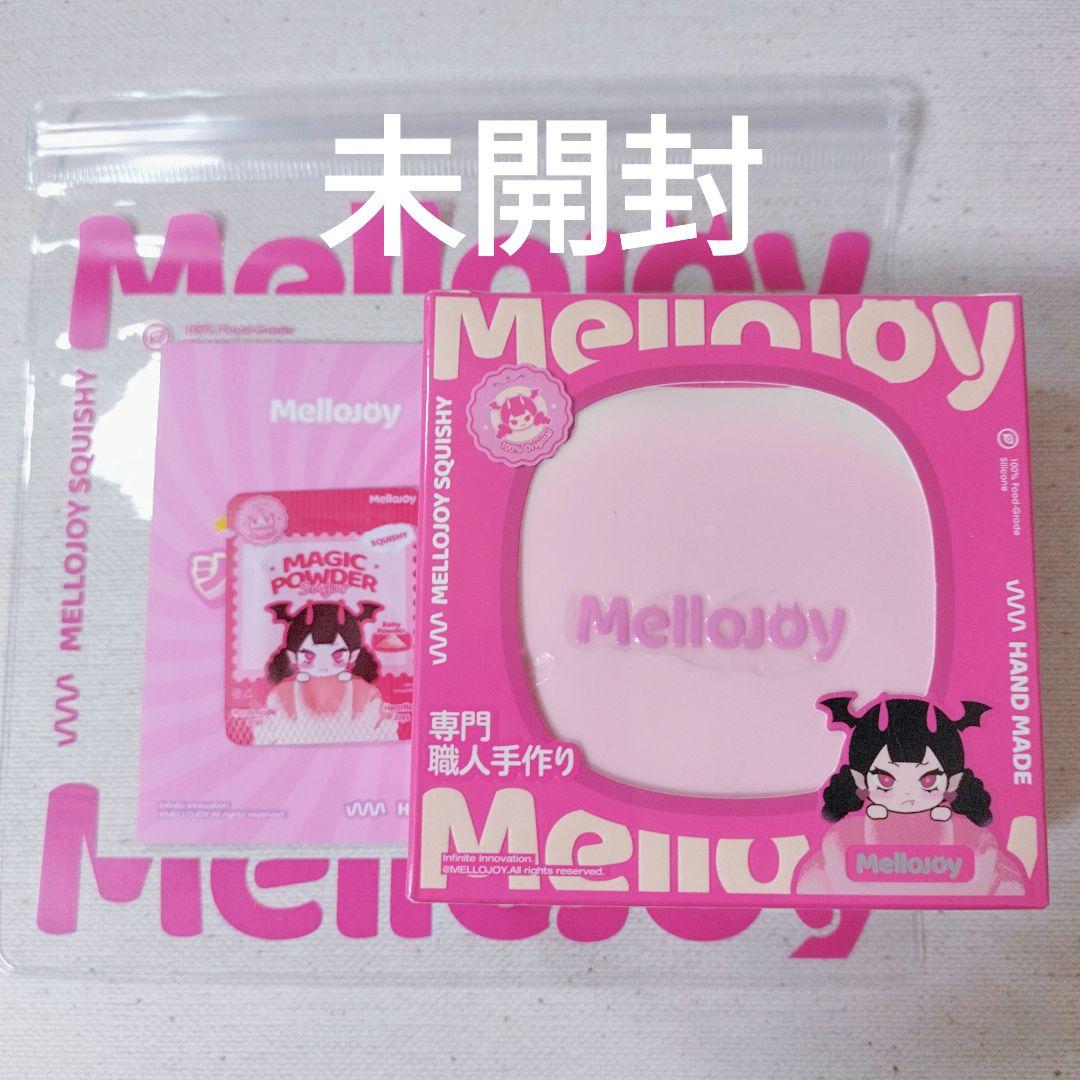 未開封
Mellojoy
100% Food-Grade
MELLOJOY SQUISHY
Mellojoy
Mellojoy
SQUISHY
MAGIC
POWDER
Baby
Powder
Infinite Innovation.
@MELLOJOY.All rights reserved.
Mellojoy
Mellojoy
100% Original
MELLOJOY SQUISHY
100% Food-Grade
Silicone
HAND MADE
Mellojoy
専門
職人手作り
Mellojoy
Infinite Innovation.
@MELLOJOY.All rights reserved.
Mellojoy